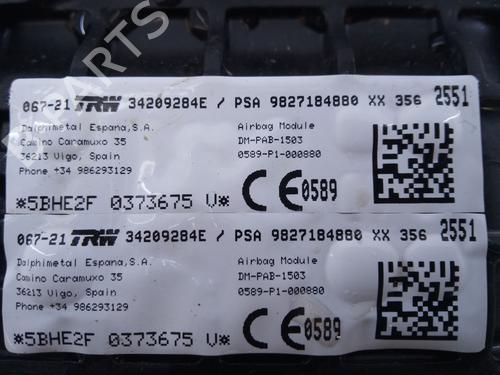 PARTS
067-21 TRW 34209284E / PSA 9827184880 XX 356 2551
Dalphimetal Espana,S.A.
Camino Caramuxo 35
36213 Vigo, Spain
Phone +34 986293129
Airbag Module
DM-PAB-1503
0589-P1-000880
CE 0589
*5BHE2F 0373675 V*
067-21 TRW 34209284E / PSA 9827184880 XX 356 2551
Dalphimetal Espana,S.A.
Camino Caramuxo 35
36213 Vigo, Spain
Phone +34 986293129
Airbag Module
DM-PAB-1503
0589-P1-000880
CE 0589
*5BHE2F 0373675 V*